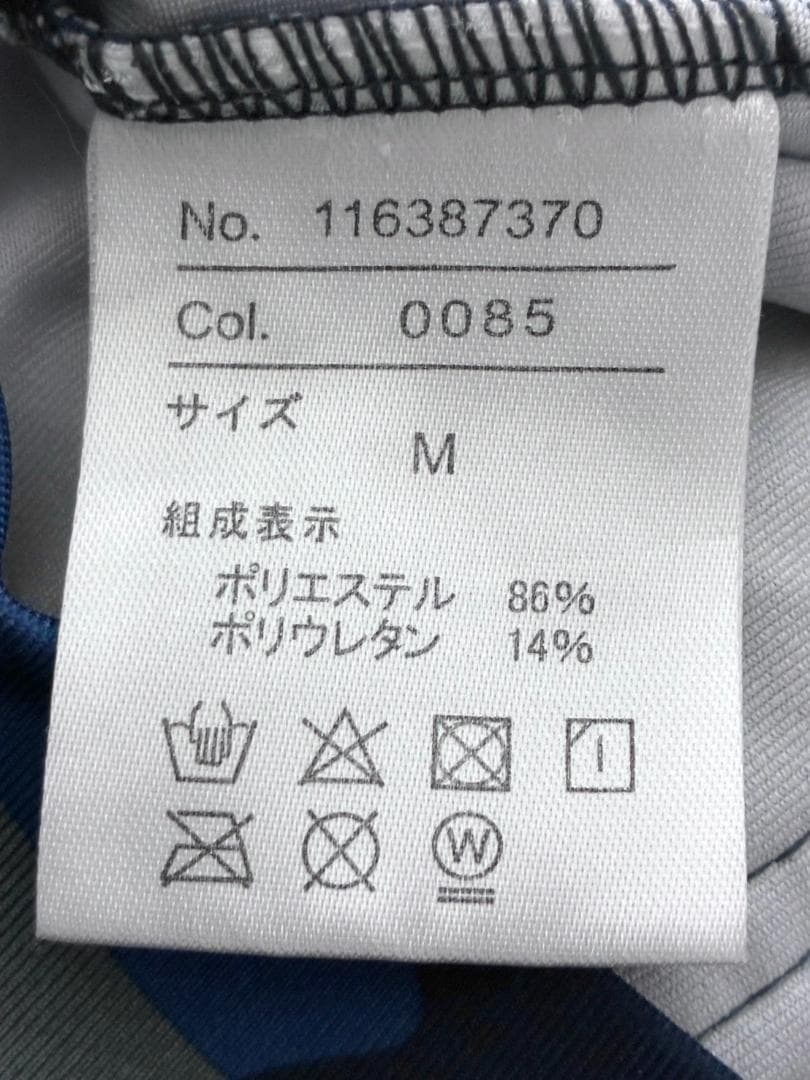 No. 116387370
Col. 0085
サイズ
M
組成表示
ポリエステル 86%
ポリウレタン 14%
W